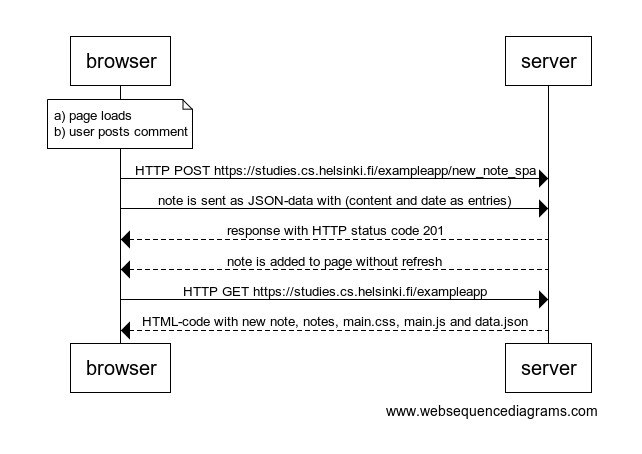 browser
server
a) page loads
b) user posts comment
HTTP POST https://studies.cs.helsinki.fi/exampleapp/new_note_spa
note is sent as JSON-data with (content and date as entries)
response with HTTP status code 201
note is added to page without refresh
HTTP GET https://studies.cs.helsinki.fi/exampleapp
HTML-code with new note, notes, main.css, main.js and data.json
browser
server
www.websequencediagrams.com